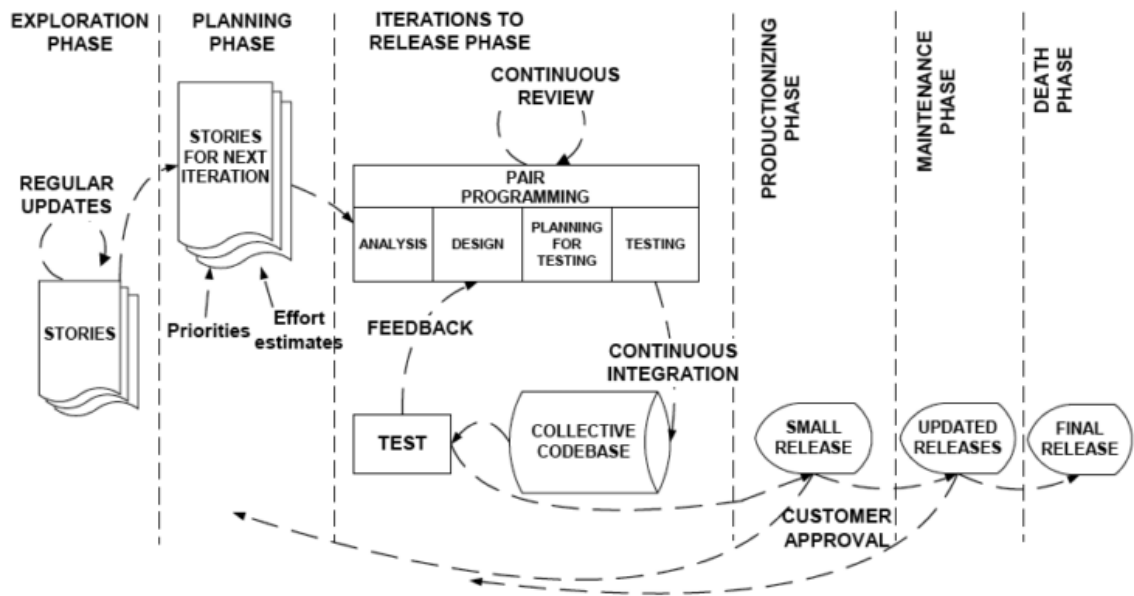 EXPLORATION
PHASE
PLANNING
PHASE
ITERATIONS TO
RELEASE PHASE
PRODUCTIONIZING
PHASE
MAINTENANCE
PHASE
DEATH
PHASE
CONTINUOUS
REVIEW
REGULAR
UPDATES
STORIES
STORIES
FOR NEXT
ITERATION
Priorities
Effort
estimates
PAIR
PROGRAMMING
ANALYSIS
DESIGN
PLANNING
FOR
TESTING
TESTING
FEEDBACK
CONTINUOUS
INTEGRATION
TEST
COLLECTIVE
CODEBASE
SMALL
RELEASE
UPDATED
RELEASES
FINAL
RELEASE
CUSTOMER
APPROVAL